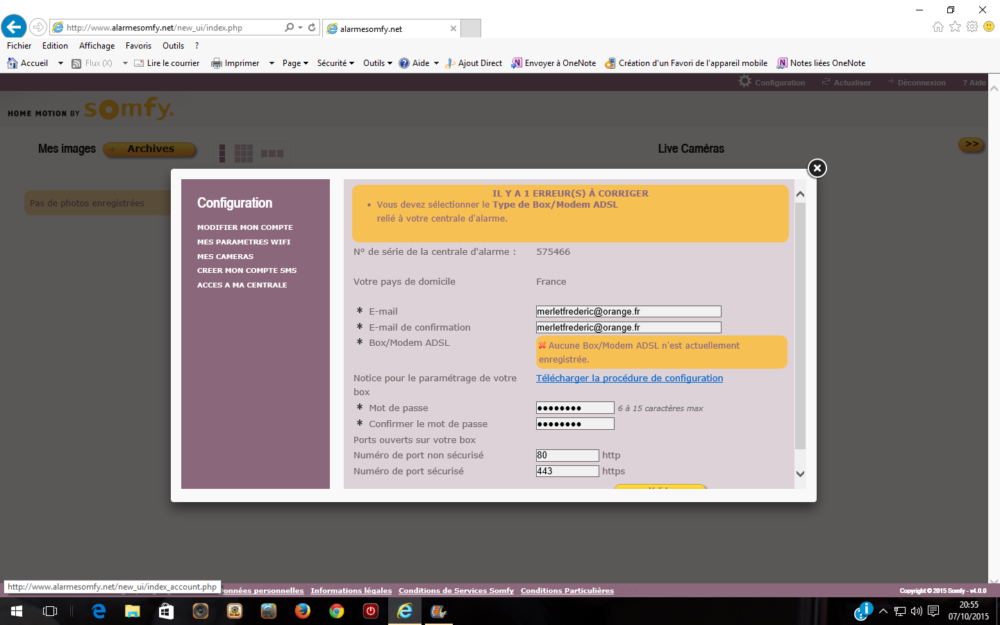 http://www.alarmesomfy.net/new_ui/index.php
alarmesomfy.net
Fichier Edition Affichage Favoris Outils ?
Accueil Flux (X) Lire le courrier Imprimer Page Sécurité Outils Aide Ajout Direct Envoyer à OneNote Création d'un Favori de l'appareil mobile Notes liées OneNote
Configuration Actualiser Déconnexion ? Aide
HOME MOTION BY somfy.
Mes images Archives Live Caméras >>
Pas de photos enregistrées
Configuration
MODIFIER MON COMPTE
MES PARAMETRES WIFI
MES CAMERAS
CREER MON COMPTE SMS
ACCES A MA CENTRALE
IL Y A 1 ERREUR(S) À CORRIGER
• Vous devez sélectionner le Type de Box/Modem ADSL
relié à votre centrale d'alarme.
N° de série de la centrale d'alarme : 575466
Votre pays de domicile France
* E-mail merletfrederic@orange.fr
* E-mail de confirmation merletfrederic@orange.fr
* Box/Modem ADSL Aucune Box/Modem ADSL n'est actuellement
enregistrée.
Notice pour le paramétrage de votre Télécharger la procédure de configuration
box
* Mot de passe ●●●●●●●● 6 à 15 caractères max
* Confirmer le mot de passe ●●●●●●●●
Ports ouverts sur votre box
Numéro de port non sécurisé 80 http
Numéro de port sécurisé 443 https
http://www.alarmesomfy.net/new_ui/index_account.php
onnées personnelles Informations légales Conditions de Services Somfy Conditions Particulières
Copyright © 2015 Somfy - v4.0.0
20:55
07/10/2015